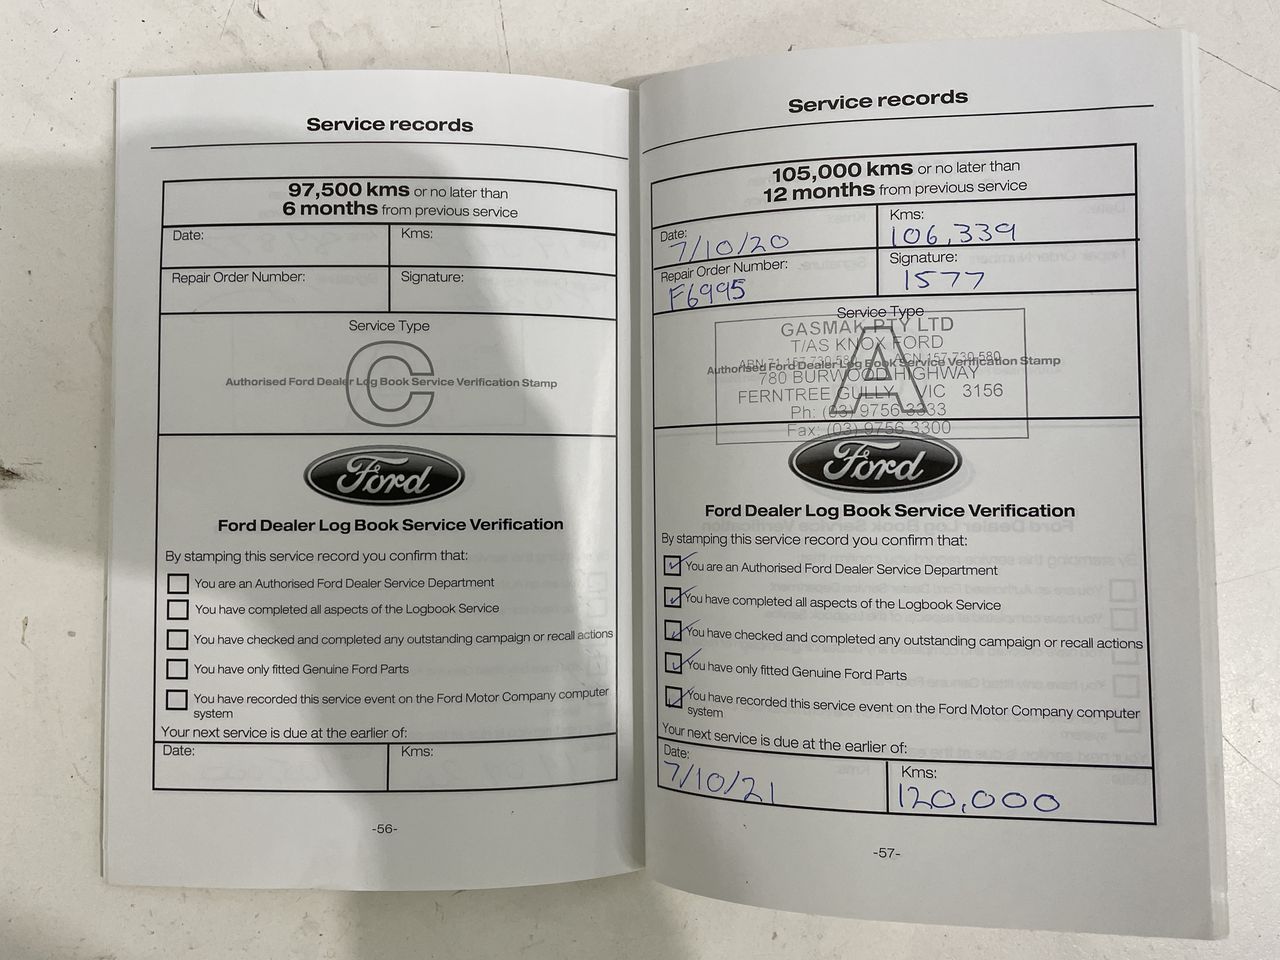 Service records
97,500 kms or no later than
6 months from previous service
Date:
Kms:
Repair Order Number:
Signature:
Service Type
C
Authorised Ford Dealer Log Book Service Verification Stamp
Ford
Ford Dealer Log Book Service Verification
By stamping this service record you confirm that:
You are an Authorised Ford Dealer Service Department
You have completed all aspects of the Logbook Service
You have checked and completed any outstanding campaign or recall actions
You have only fitted Genuine Ford Parts
You have recorded this service event on the Ford Motor Company computer
system
Your next service is due at the earlier of:
Date:
Kms:
-56-
Service records
105,000 kms or no later than
12 months from previous service
Date:
7/10/20
Kms:
106,339
Repair Order Number:
F6995
Signature:
1577
Service Type
A
GASMAK PTY LTD
T/AS KNOX FORD
ABN 71 157 730 580 ACN 157 730 580
Authorised Ford Dealer Log Book Service Verification Stamp
780 BURWOOD HIGHWAY
FERNTREE GULLY VIC 3156
Ph: (03) 9756 3333
Fax: (03) 9756 3300
Ford
Ford Dealer Log Book Service Verification
By stamping this service record you confirm that:
You are an Authorised Ford Dealer Service Department
You have completed all aspects of the Logbook Service
You have checked and completed any outstanding campaign or recall actions
You have only fitted Genuine Ford Parts
You have recorded this service event on the Ford Motor Company computer
system
Your next service is due at the earlier of:
Date:
7/10/21
Kms:
120,000
-57-